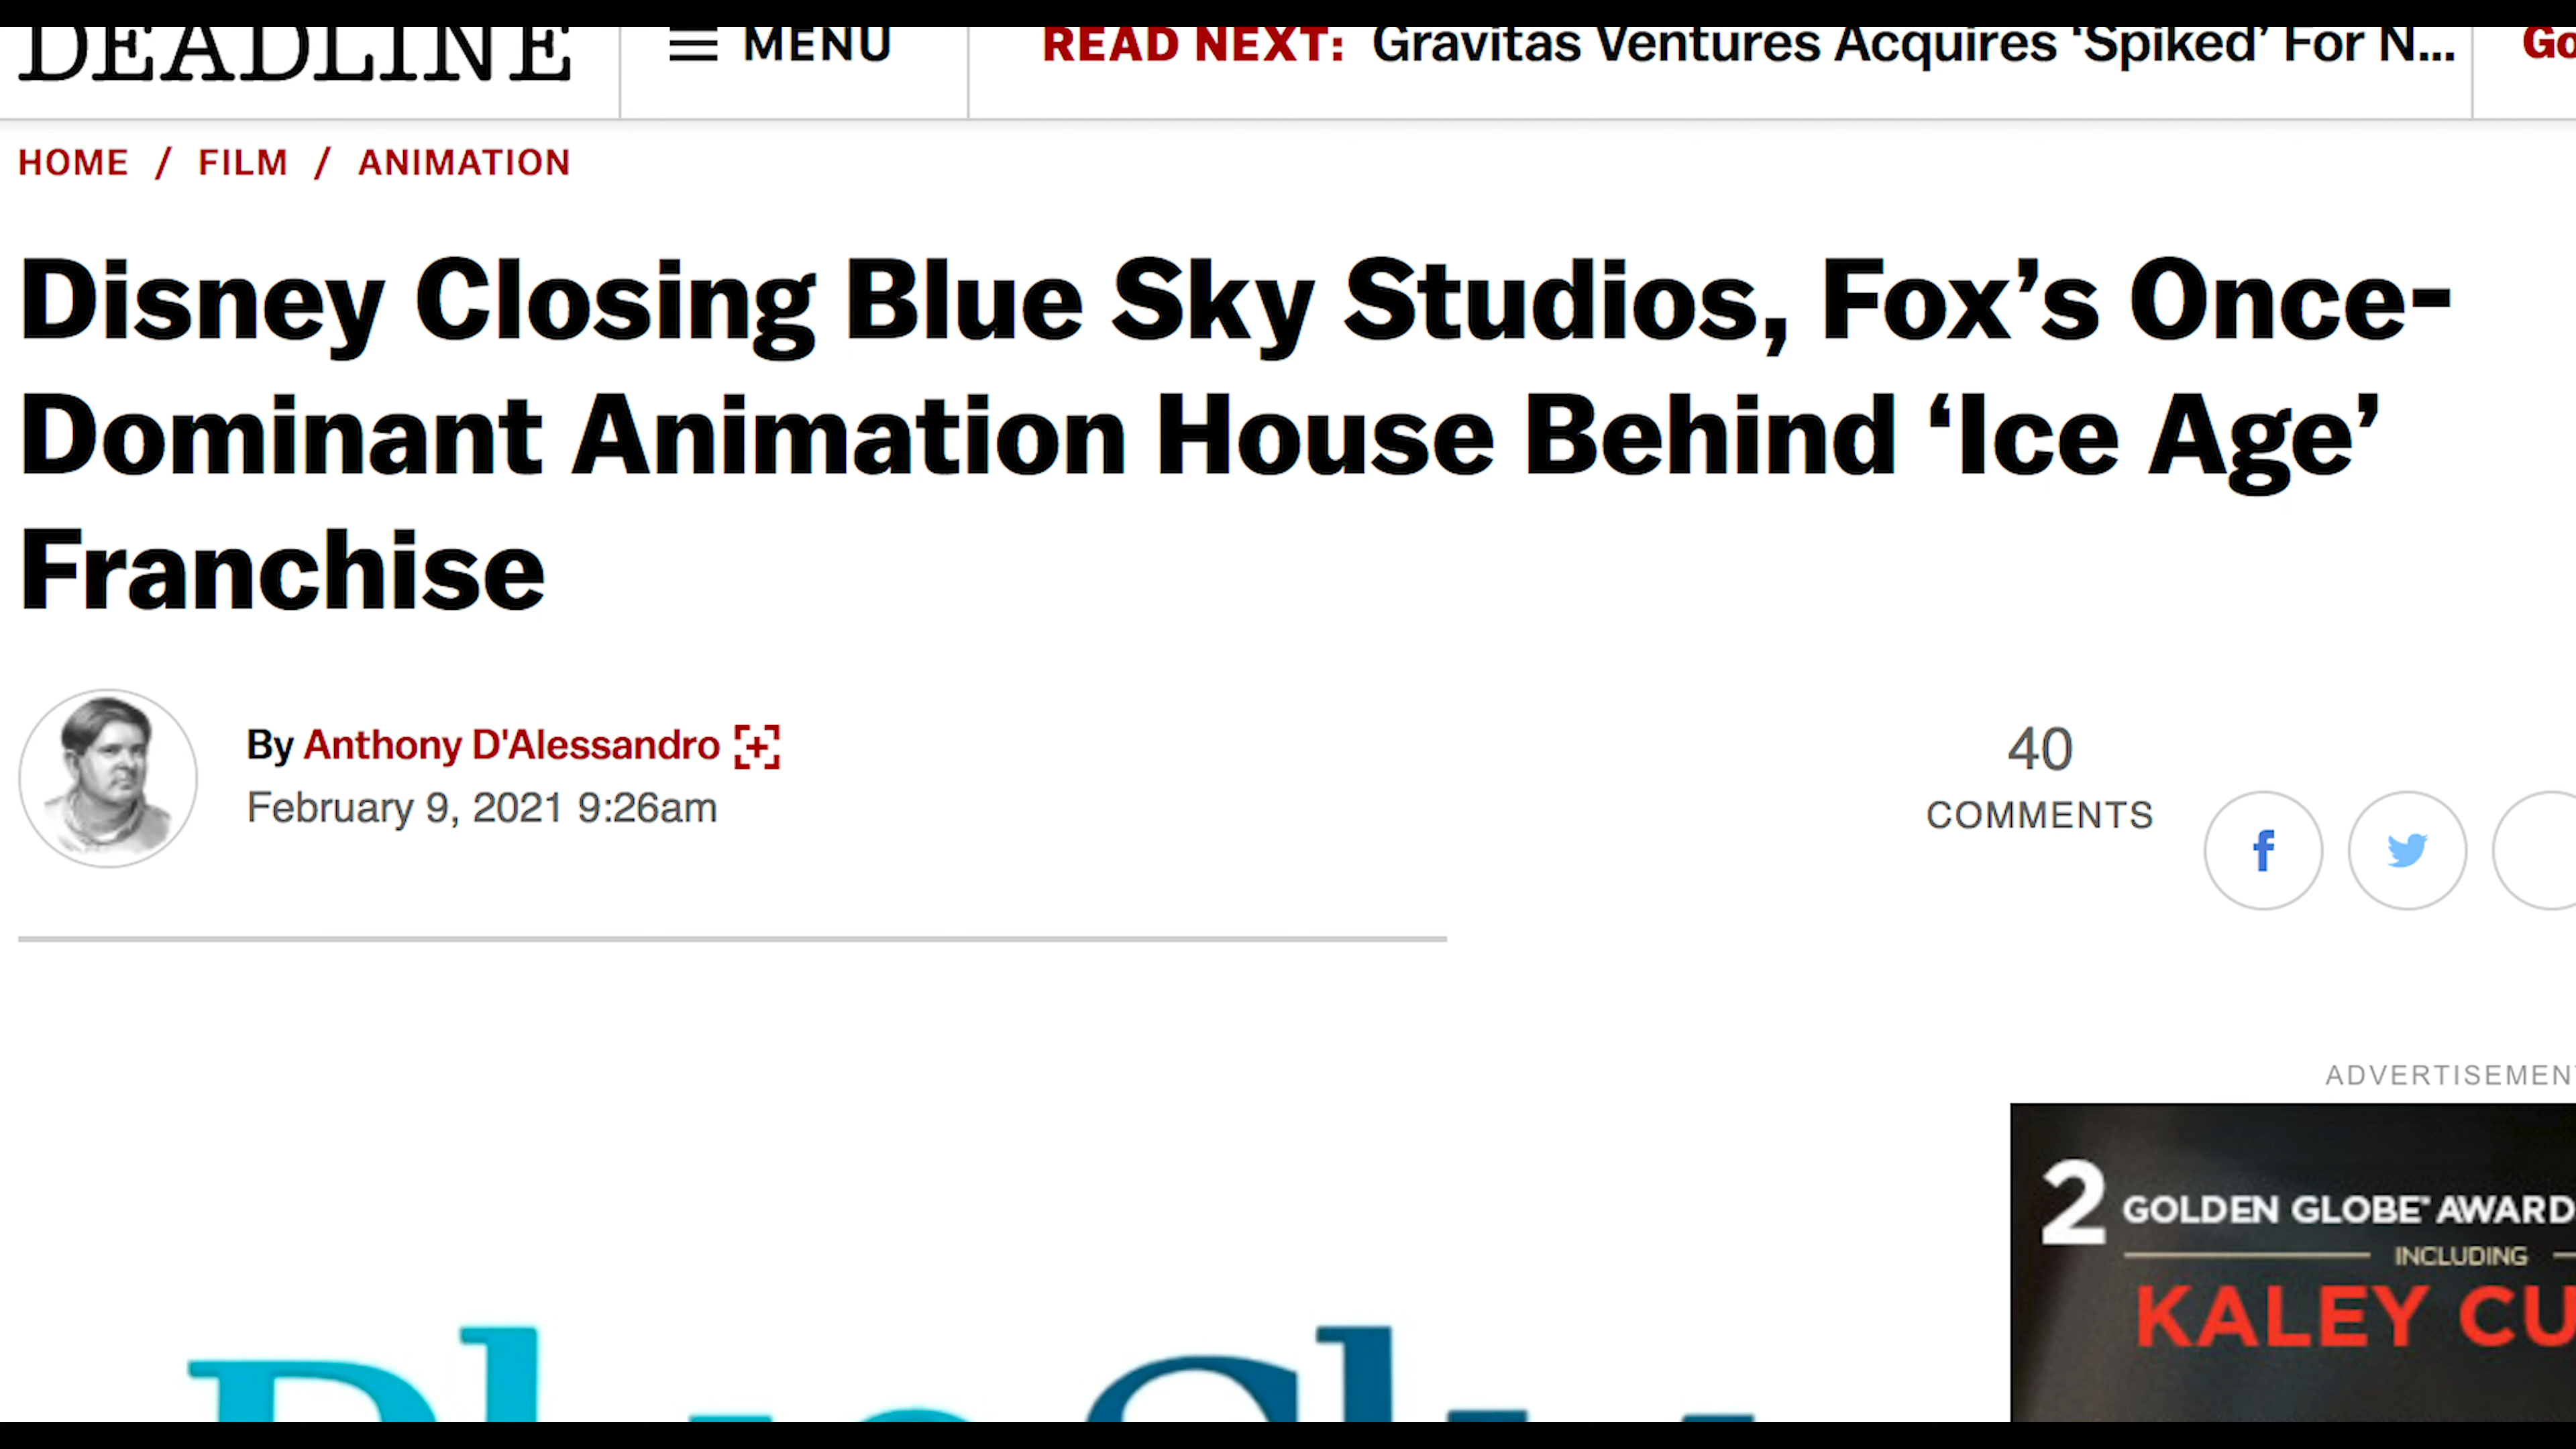 DEADLINE
MENU
READ NEXT: Gravitas Ventures Acquires ‘Spiked’ For N...
HOME / FILM / ANIMATION
Disney Closing Blue Sky Studios, Fox’s Once-
Dominant Animation House Behind ‘Ice Age’
Franchise
By Anthony D'Alessandro
February 9, 2021 9:26am
40
COMMENTS
2 GOLDEN GLOBE® AWARD
INCLUDING
KALEY